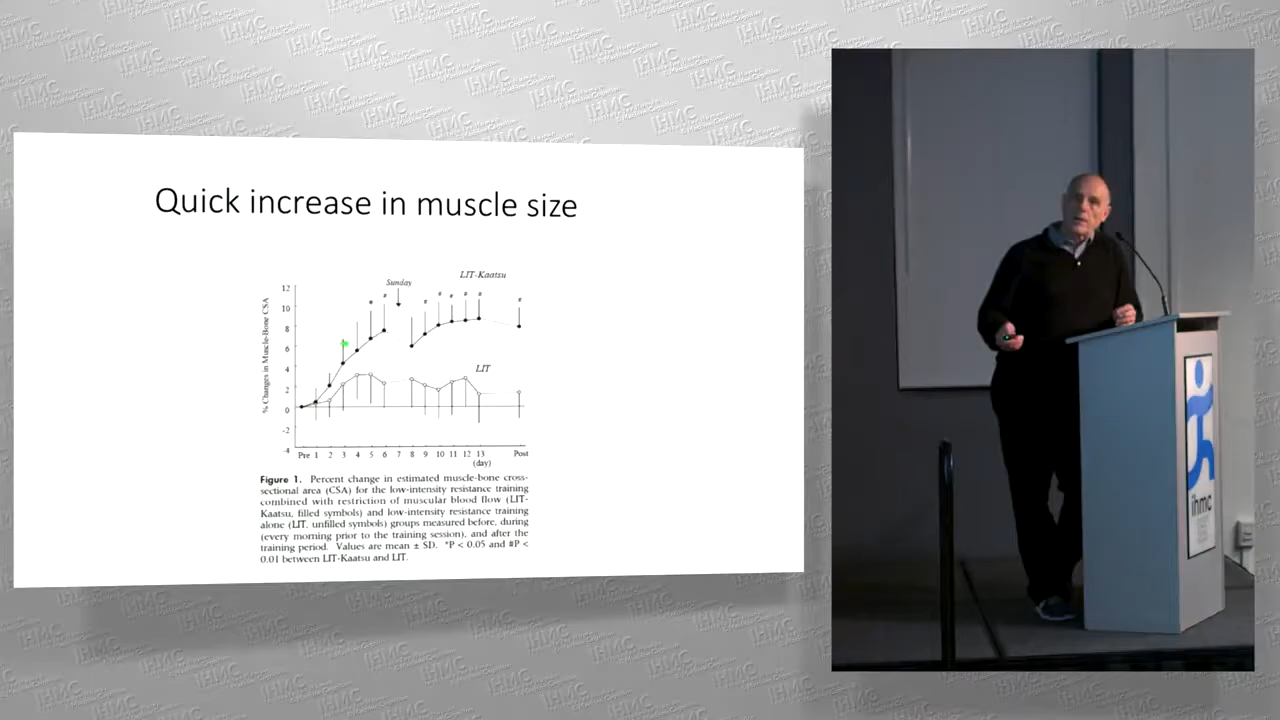 Quick increase in muscle size
LIT-Kaatsu
Sunday
% Changes in Muscle-Bone CSA
12
10
8
6
4
2
0
-2
-4
LIT
Pre 1 2 3 4 5 6 7 8 9 10 11 12 13 Post
(day)
Figure 1. Percent change in estimated muscle-bone cross-
sectional area (CSA) for the low-intensity resistance training
combined with restriction of muscular blood flow (LIT-
Kaatsu, filled symbols) and low-intensity resistance training
alone (LIT, unfilled symbols) groups measured before, during
(every morning prior to the training session), and after the
training period. Values are mean ± SD. *P < 0.05 and #P <
0.01 between LIT-Kaatsu and LIT.
ihmc
IHMC